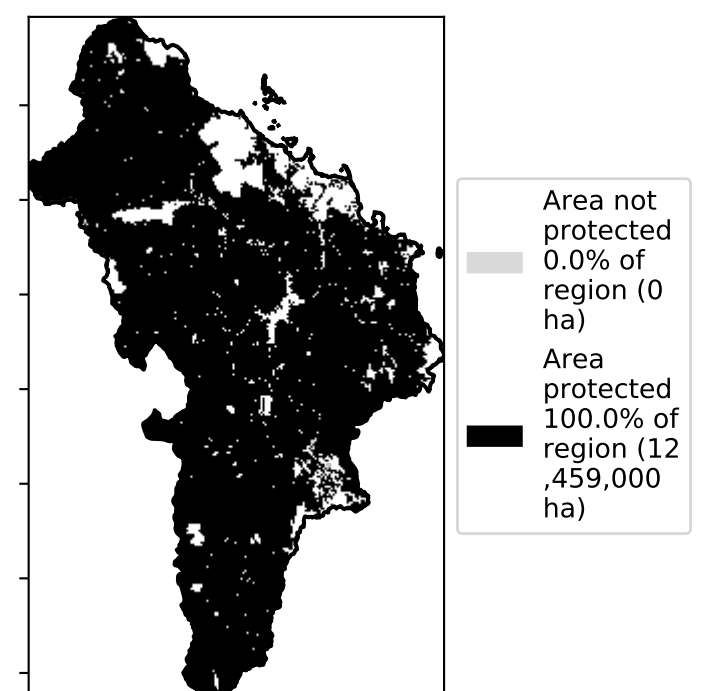 Area not
protected
0.0% of
region (0
ha)
Area
protected
100.0% of
region (12
,459,000
ha)